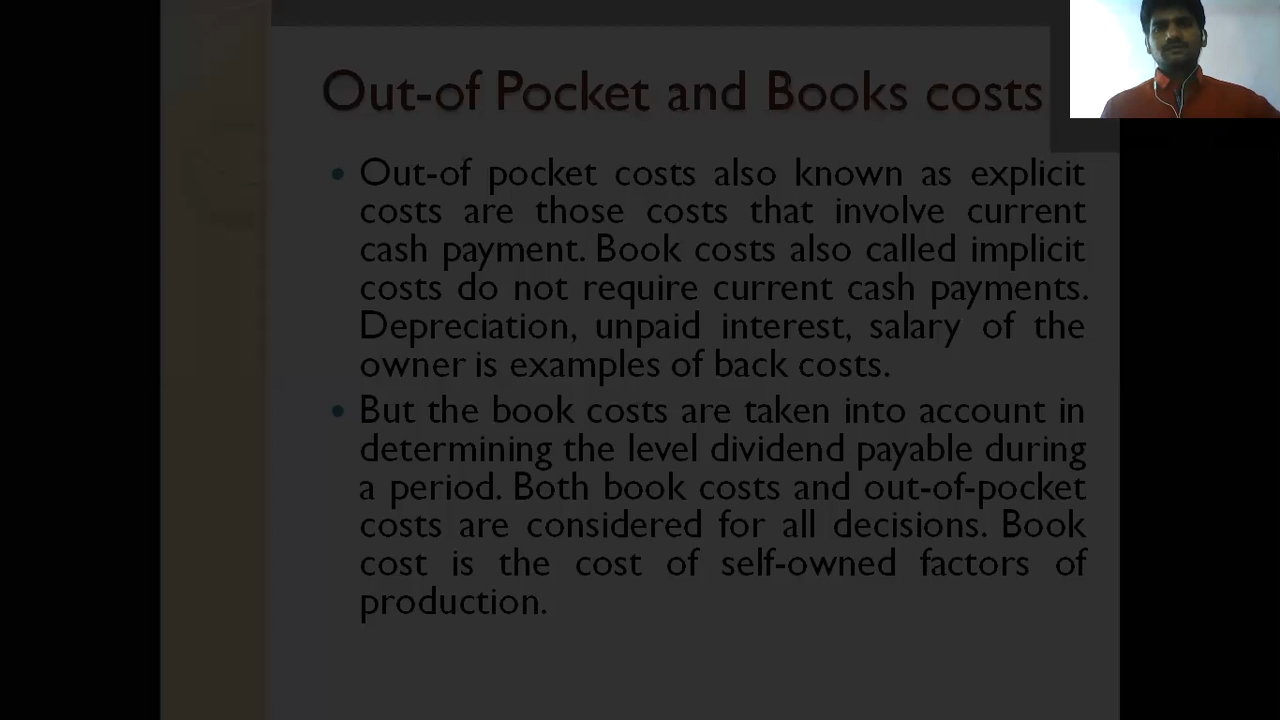 Out-of Pocket and Books costs
• Out-of pocket costs also known as explicit
costs are those costs that involve current
cash payment. Book costs also called implicit
costs do not require current cash payments.
Depreciation, unpaid interest, salary of the
owner is examples of back costs.
• But the book costs are taken into account in
determining the level dividend payable during
a period. Both book costs and out-of-pocket
costs are considered for all decisions. Book
cost is the cost of self-owned factors of
production.